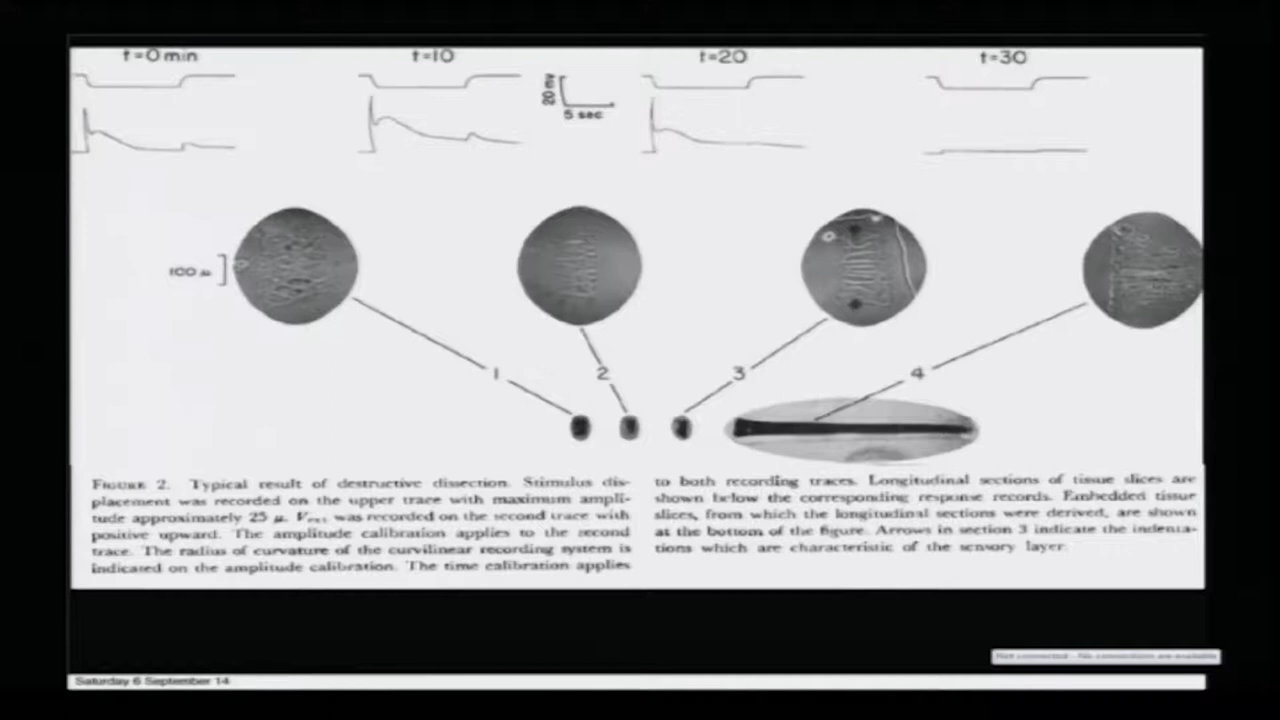 t=0 min
t=10
t=20
t=30
20 mv
5 sec
100 µ
1
2
3
4
FIGURE 2. Typical result of destructive dissection. Stimulus dis-
placement was recorded on the upper trace with maximum ampli-
tude approximately 25 µ. was recorded on the second trace with
positive upward. The amplitude calibration applies to the second
trace. The radius of curvature of the curvilinear recording system is
indicated on the amplitude calibration. The time calibration applies
to both recording traces. Longitudinal sections of tissue slices are
shown below the corresponding response records. Embedded tissue
slices, from which the longitudinal sections were derived, are shown
at the bottom of the figure. Arrows in section 3 indicate the indenta-
tions which are characteristic of the sensory layer.
Not connected - No connections are available
Saturday 6 September 14